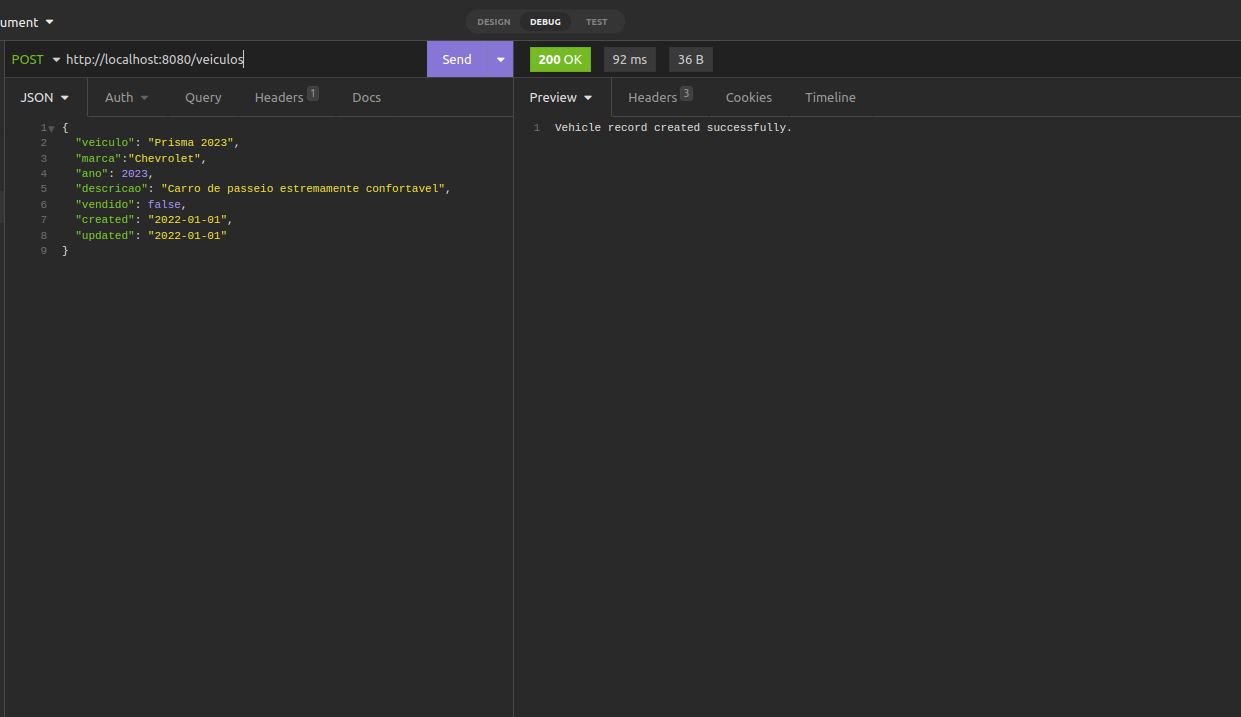 ument
DESIGN DEBUG TEST
POST http://localhost:8080/veiculos Send 200 OK 92 ms 36 B
JSON Auth Query Headers 1 Docs Preview Headers 3 Cookies Timeline
1 {
2 "veiculo": "Prisma 2023",
3 "marca":"Chevrolet",
4 "ano": 2023,
5 "descricao": "Carro de passeio estremamente confortavel",
6 "vendido": false,
7 "created": "2022-01-01",
8 "updated": "2022-01-01"
9 }
1 Vehicle record created successfully.